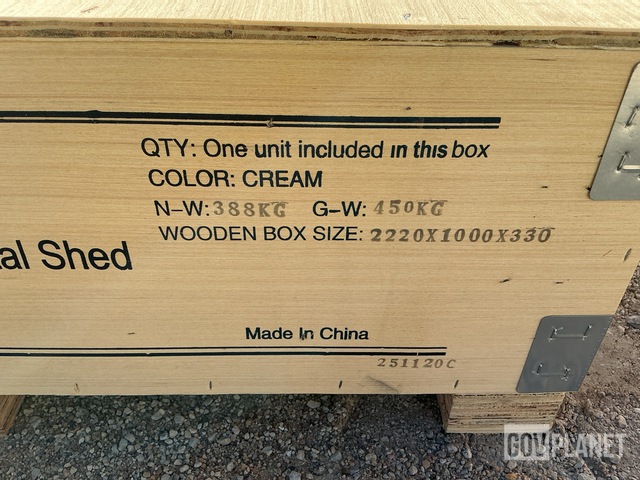 QTY: One unit included in this box
COLOR: CREAM
N-W: 388KG G-W: 450KG
WOODEN BOX SIZE: 2220X1000X330
al Shed
Made In China
251120C
GOVPLANET